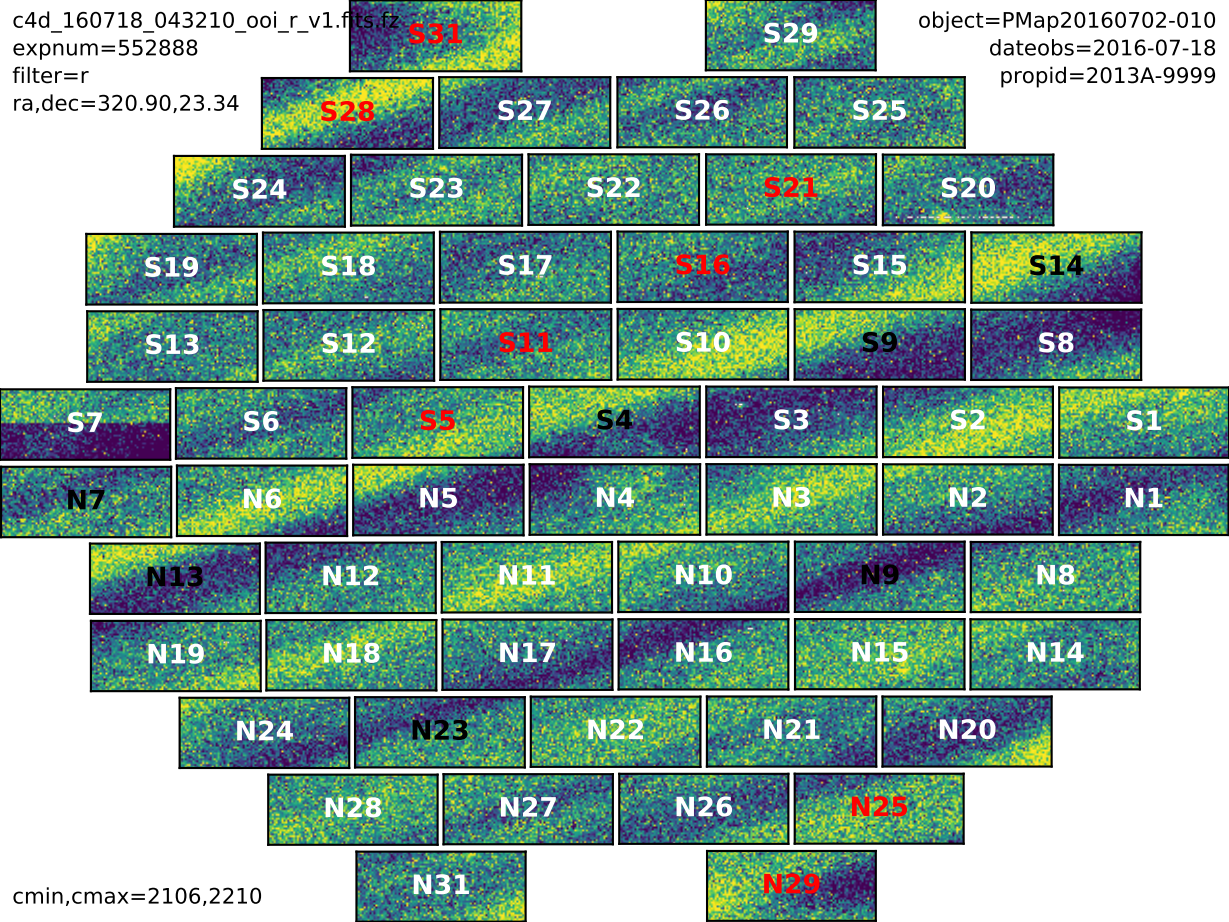 c4d_160718_043210_ooi_r_v1.fits.fz
expnum=552888
filter=r
ra,dec=320.90,23.34
object=PMap20160702-010
dateobs=2016-07-18
propid=2013A-9999
S31 S29
S28 S27 S26 S25
S24 S23 S22 S21 S20
S19 S18 S17 S16 S15 S14
S13 S12 S11 S10 S9 S8
S7 S6 S5 S4 S3 S2 S1
N7 N6 N5 N4 N3 N2 N1
N13 N12 N11 N10 N9 N8
N19 N18 N17 N16 N15 N14
N24 N23 N22 N21 N20
N28 N27 N26 N25
N31 N29
cmin,cmax=2106,2210